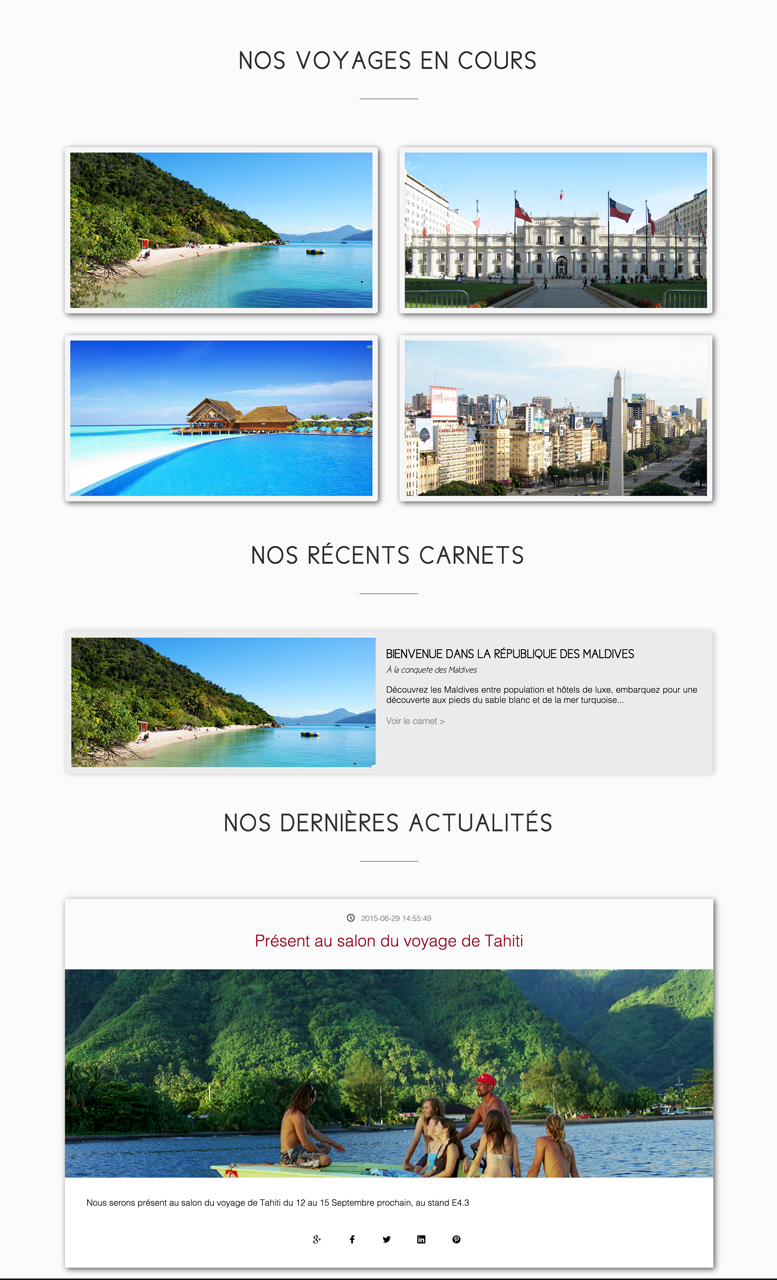 NOS VOYAGES EN COURS
NOS RÉCENTS CARNETS
BIENVENUE DANS LA RÉPUBLIQUE DES MALDIVES
À la conquete des Maldives
Découvrez les Maldives entre population et hôtels de luxe, embarquez pour une
découverte aux pieds du sable blanc et de la mer turquoise...
Voir le carnet >
NOS DERNIÈRES ACTUALITÉS
2015-06-29 14:55:49
Présent au salon du voyage de Tahiti
Nous serons présent au salon du voyage de Tahiti du 12 au 15 Septembre prochain, au stand E4.3